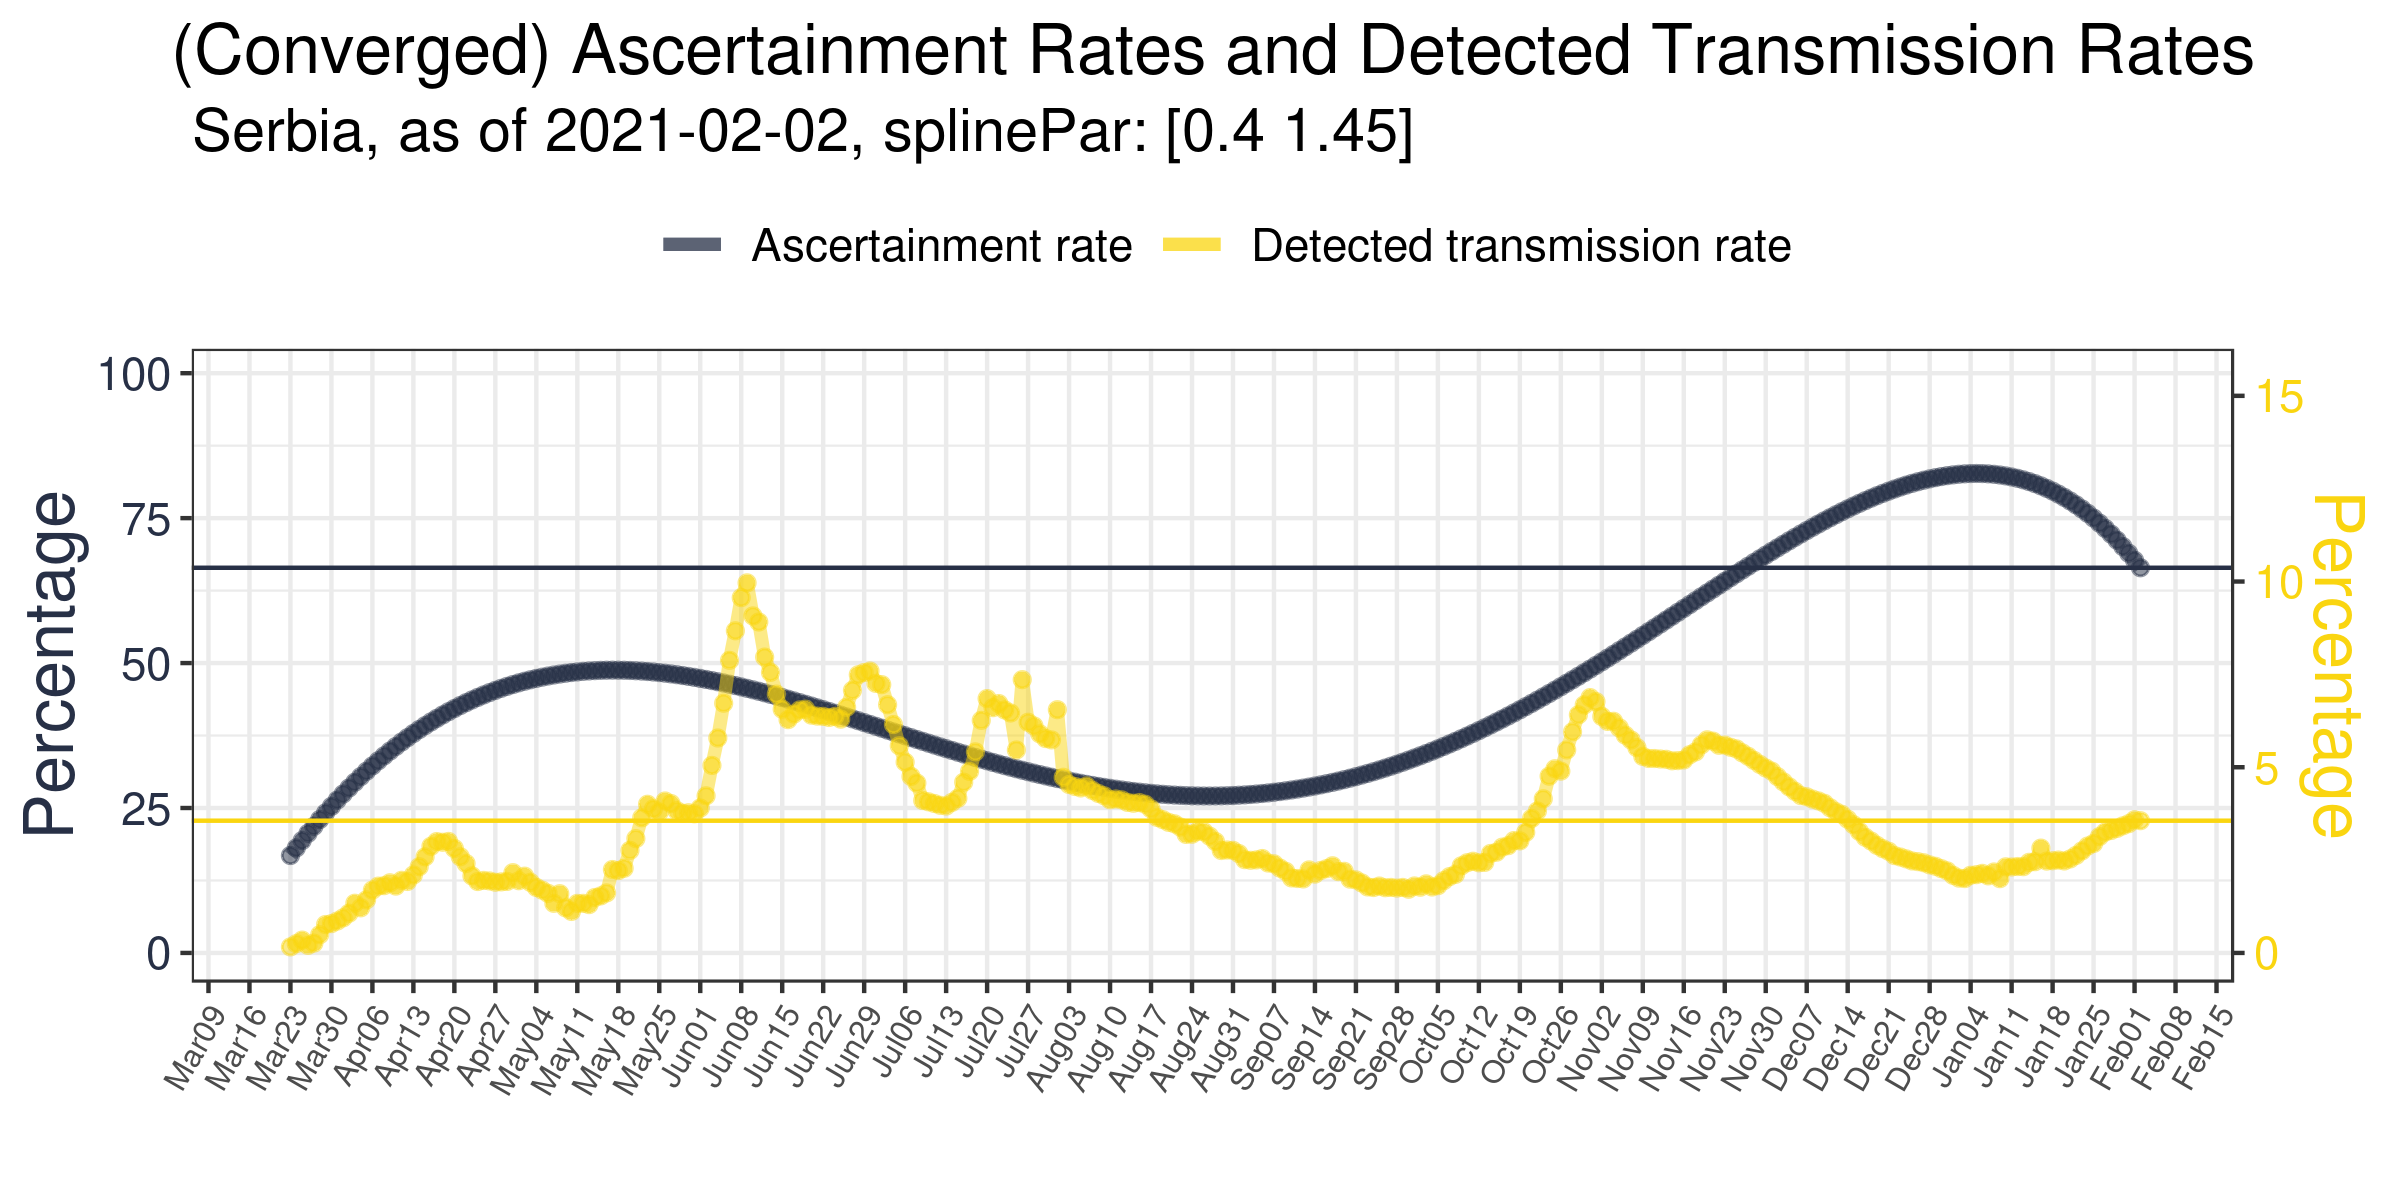 (Converged) Ascertainment Rates and Detected Transmission Rates
Serbia, as of 2021-02-02, splinePar: [0.4 1.45]
Ascertainment rate
Detected transmission rate
Percentage
100
75
50
25
0
15
10
5
0
Percentage
Mar09
Mar16
Mar23
Mar30
Apr06
Apr13
Apr20
Apr27
May04
May11
May18
May25
Jun01
Jun08
Jun15
Jun22
Jun29
Jul06
Jul13
Jul20
Jul27
Aug03
Aug10
Aug17
Aug24
Aug31
Sep07
Sep14
Sep21
Sep28
Oct05
Oct12
Oct19
Oct26
Nov02
Nov09
Nov16
Nov23
Nov30
Dec07
Dec14
Dec21
Dec28
Jan04
Jan11
Jan18
Jan25
Feb01
Feb08
Feb15